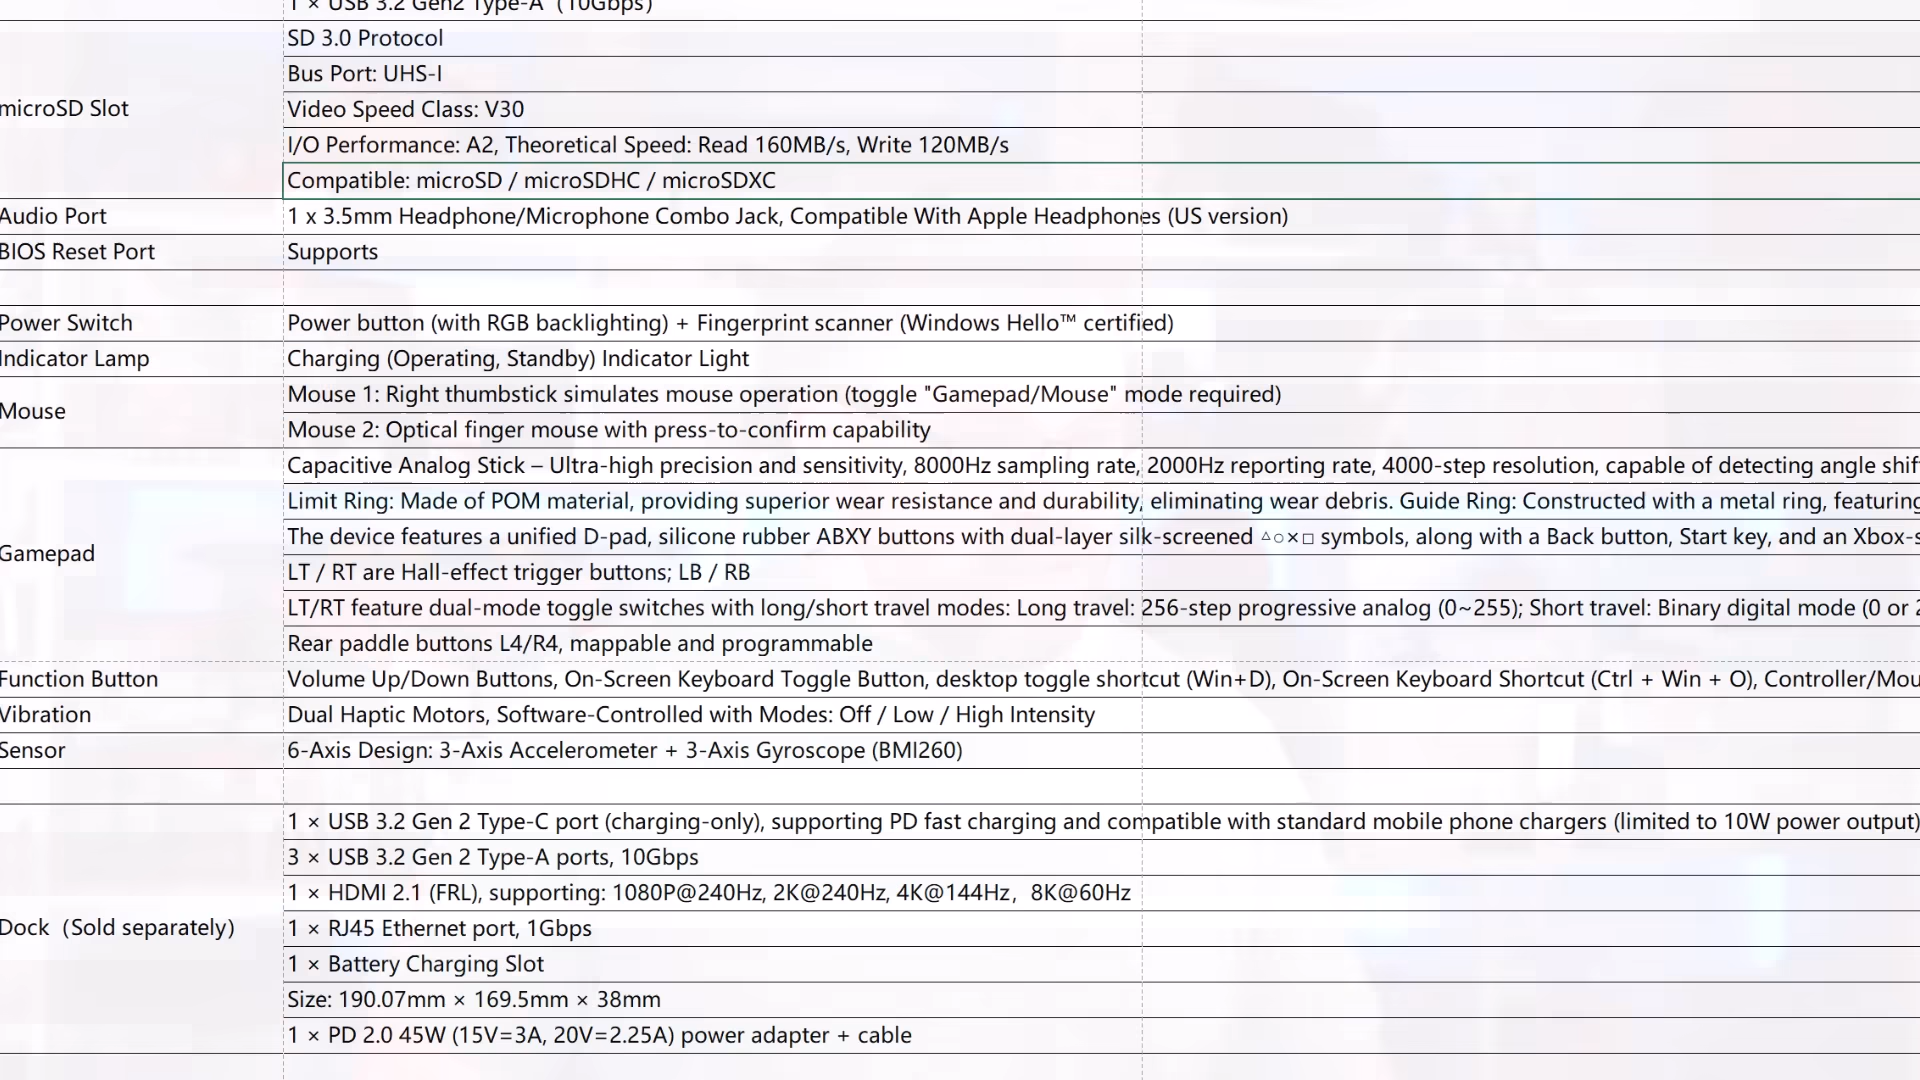 1 × USB 3.2 Gen2 Type-A（10Gbps）
SD 3.0 Protocol
Bus Port: UHS-I
microSD Slot
Video Speed Class: V30
I/O Performance: A2, Theoretical Speed: Read 160MB/s, Write 120MB/s
Compatible: microSD / microSDHC / microSDXC
Audio Port
1 x 3.5mm Headphone/Microphone Combo Jack, Compatible With Apple Headphones (US version)
BIOS Reset Port
Supports
Power Switch
Power button (with RGB backlighting) + Fingerprint scanner (Windows Hello™ certified)
Indicator Lamp
Charging (Operating, Standby) Indicator Light
Mouse
Mouse 1: Right thumbstick simulates mouse operation (toggle "Gamepad/Mouse" mode required)
Mouse 2: Optical finger mouse with press-to-confirm capability
Gamepad
Capacitive Analog Stick – Ultra-high precision and sensitivity, 8000Hz sampling rate, 2000Hz reporting rate, 4000-step resolution, capable of detecting angle shif
Limit Ring: Made of POM material, providing superior wear resistance and durability, eliminating wear debris. Guide Ring: Constructed with a metal ring, featuring
The device features a unified D-pad, silicone rubber ABXY buttons with dual-layer silk-screened △○×□ symbols, along with a Back button, Start key, and an Xbox-s
LT / RT are Hall-effect trigger buttons; LB / RB
LT/RT feature dual-mode toggle switches with long/short travel modes: Long travel: 256-step progressive analog (0~255); Short travel: Binary digital mode (0 or 2
Rear paddle buttons L4/R4, mappable and programmable
Function Button
Volume Up/Down Buttons, On-Screen Keyboard Toggle Button, desktop toggle shortcut (Win+D), On-Screen Keyboard Shortcut (Ctrl + Win + O), Controller/Mou
Vibration
Dual Haptic Motors, Software-Controlled with Modes: Off / Low / High Intensity
Sensor
6-Axis Design: 3-Axis Accelerometer + 3-Axis Gyroscope (BMI260)
Dock（Sold separately）
1 × USB 3.2 Gen 2 Type-C port (charging-only), supporting PD fast charging and compatible with standard mobile phone chargers (limited to 10W power output)
3 × USB 3.2 Gen 2 Type-A ports, 10Gbps
1 × HDMI 2.1 (FRL), supporting: 1080P@240Hz, 2K@240Hz, 4K@144Hz，8K@60Hz
1 × RJ45 Ethernet port, 1Gbps
1 × Battery Charging Slot
Size: 190.07mm × 169.5mm × 38mm
1 × PD 2.0 45W (15V=3A, 20V=2.25A) power adapter + cable